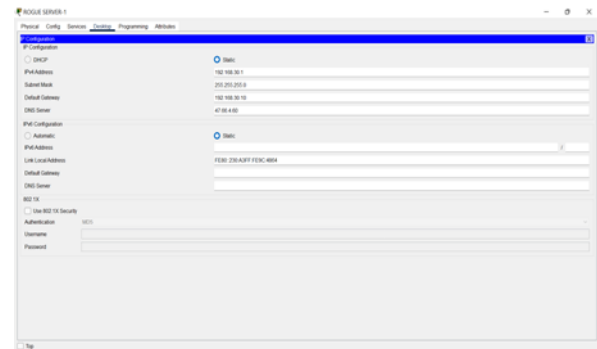 ROGUE SERVER-1
Physical Config Services Desktop Programming Attributes
IP Configuration X
IP Configuration
DHCP Static
IPv4 Address 192.168.30.1
Subnet Mask 255.255.255.0
Default Gateway 192.168.30.10
DNS Server
IPv6 Configuration
Automatic Static
IPv6 Address /
Link Local Address
Default Gateway
DNS Server
802.1X
Use 802.1X Security
Authentication MD5
Username
Password
Top